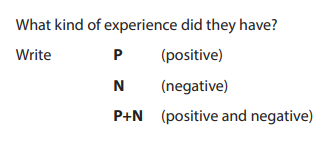 What kind of experience did they have?
Write P (positive)
N (negative)
P+N (positive and negative)